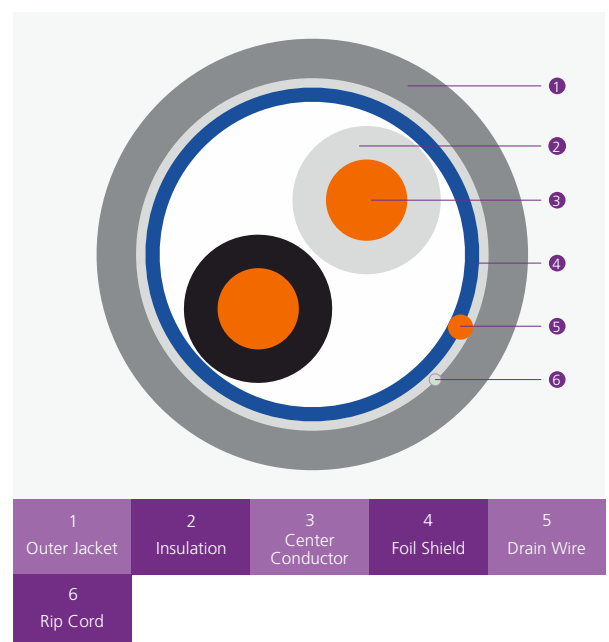 1
2
3
4
5
6
1
Outer Jacket
2
Insulation
3
Center
Conductor
4
Foil Shield
5
Drain Wire
6
Rip Cord